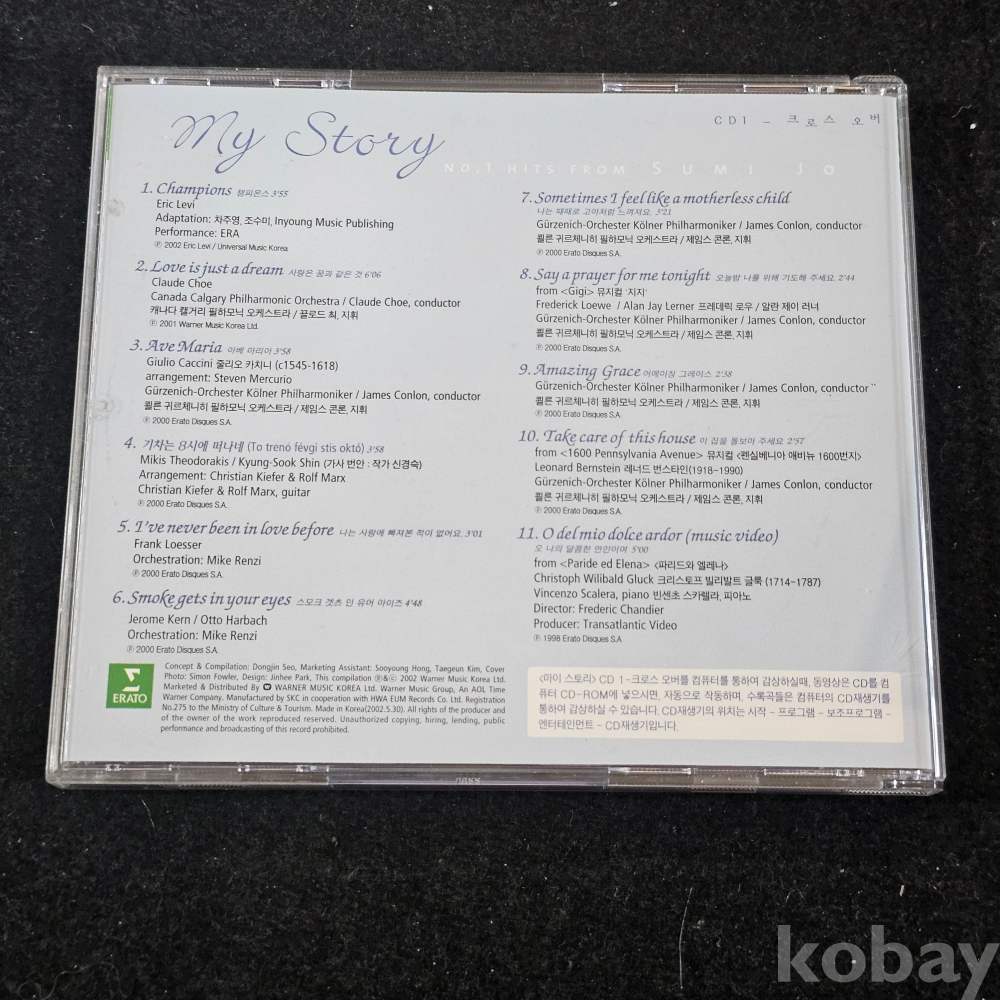 My Story
CD1 – 크로스 오버
NO.1 HITS FROM SUMI JO
1. Champions 챔피온스 3'55
Eric Levi
Adaptation: 차주영, 조수미, Inyoung Music Publishing
Performance: ERA
℗ 2002 Eric Levi / Universal Music Korea
2. Love is just a dream 사랑은 꿈과 같은 것 6'06
Claude Choe
Canada Calgary Philharmonic Orchestra / Claude Choe, conductor
캐나다 캘거리 필하모닉 오케스트라 / 끌로드 최, 지휘
℗ 2001 Warner Music Korea Ltd.
3. Ave Maria 아베 마리아 3'58
Giulio Caccini 줄리오 카치니 (c1545-1618)
arrangement: Steven Mercurio
Gürzenich-Orchester Kölner Philharmoniker / James Conlon, conductor
쾰른 귀르체니히 필하모닉 오케스트라 / 제임스 콘론, 지휘
℗ 2000 Erato Disques S.A.
4. 기차는 8시에 떠나네 (To trenó févgi stis októ) 3'58
Mikis Theodorakis / Kyung-Sook Shin (가사 번안 : 작가 신경숙)
Arrangement: Christian Kiefer & Rolf Marx
Christian Kiefer & Rolf Marx, guitar
℗ 2000 Erato Disques S.A.
5. I've never been in love before 나는 사랑에 빠져본 적이 없어요. 3'01
Frank Loesser
Orchestration: Mike Renzi
℗ 2000 Erato Disques S.A.
6. Smoke gets in your eyes 스모크 겟츠 인 유어 아이즈 4'48
Jerome Kern / Otto Harbach
Orchestration: Mike Renzi
℗ 2000 Erato Disques S.A.
7. Sometimes I feel like a motherless child
나는 때때로 고아처럼 느껴져요. 3'21
Gürzenich-Orchester Kölner Philharmoniker / James Conlon, conductor
쾰른 귀르체니히 필하모닉 오케스트라 / 제임스 콘론, 지휘
℗ 2000 Erato Disques S.A.
8. Say a prayer for me tonight 오늘밤 나를 위해 기도해 주세요. 2'44
from <Gigi> 뮤지컬 '지지'
Frederick Loewe / Alan Jay Lerner 프레데릭 로우 / 알란 제이 러너
Gürzenich-Orchester Kölner Philharmoniker / James Conlon, conductor
쾰른 귀르체니히 필하모닉 오케스트라 / 제임스 콘론, 지휘
℗ 2000 Erato Disques S.A.
9. Amazing Grace 어메이징 그레이스 2'38
Gürzenich-Orchester Kölner Philharmoniker / James Conlon, conductor
쾰른 귀르체니히 필하모닉 오케스트라 / 제임스 콘론, 지휘
℗ 2000 Erato Disques S.A.
10. Take care of this house 이 집을 돌보아 주세요 2'57
from <1600 Pennsylvania Avenue> 뮤지컬 <펜실베니아 애비뉴 1600번지>
Leonard Bernstein 레너드 번스타인(1918-1990)
Gürzenich-Orchester Kölner Philharmoniker / James Conlon, conductor
쾰른 귀르체니히 필하모닉 오케스트라 / 제임스 콘론, 지휘
℗ 2000 Erato Disques S.A.
11. O del mio dolce ardor (music video)
오 나의 달콤한 연인이여 5'00
from <Paride ed Elena> <파리드와 엘레나>
Christoph Wilibald Gluck 크리스토프 빌리발트 글룩 (1714-1787)
Vincenzo Scalera, piano 빈센초 스카렐라, 피아노
Director: Frederic Chandier
Producer: Transatlantic Video
℗ 1998 Erato Disques S.A
ERATO
Concept & Compilation: Dongjin Seo, Marketing Assistant: Sooyoung Hong, Taegeun Kim, Cover
Photo: Simon Fowler, Design: Jinhee Park, This compilation ℗&© 2002 Warner Music Korea Ltd.
Marketed & Distributed By WARNER MUSIC KOREA Ltd. Warner Music Group, An AOL Time
Warner Company. Manufactured by SKC in cooperation with HWA EUM Records Co. Ltd. Registration
No.275 to the Ministry of Culture & Tourism. Made in Korea(2002.5.30). All rights of the producer and
of the owner of the work reproduced reserved. Unauthorized copying, hiring, lending, public
performance and broadcasting of this record prohibited.
<마이 스토리> CD 1-크로스 오버를 컴퓨터를 통하여 감상하실때, 동영상은 CD를 컴
퓨터 CD-ROM에 넣으시면, 자동으로 작동하며, 수록곡들은 컴퓨터의 CD재생기를
통하여 감상하실 수 있습니다. CD재생기의 위치는 시작 - 프로그램 - 보조프로그램 -
엔터테인먼트 - CD재생기입니다.
kobay